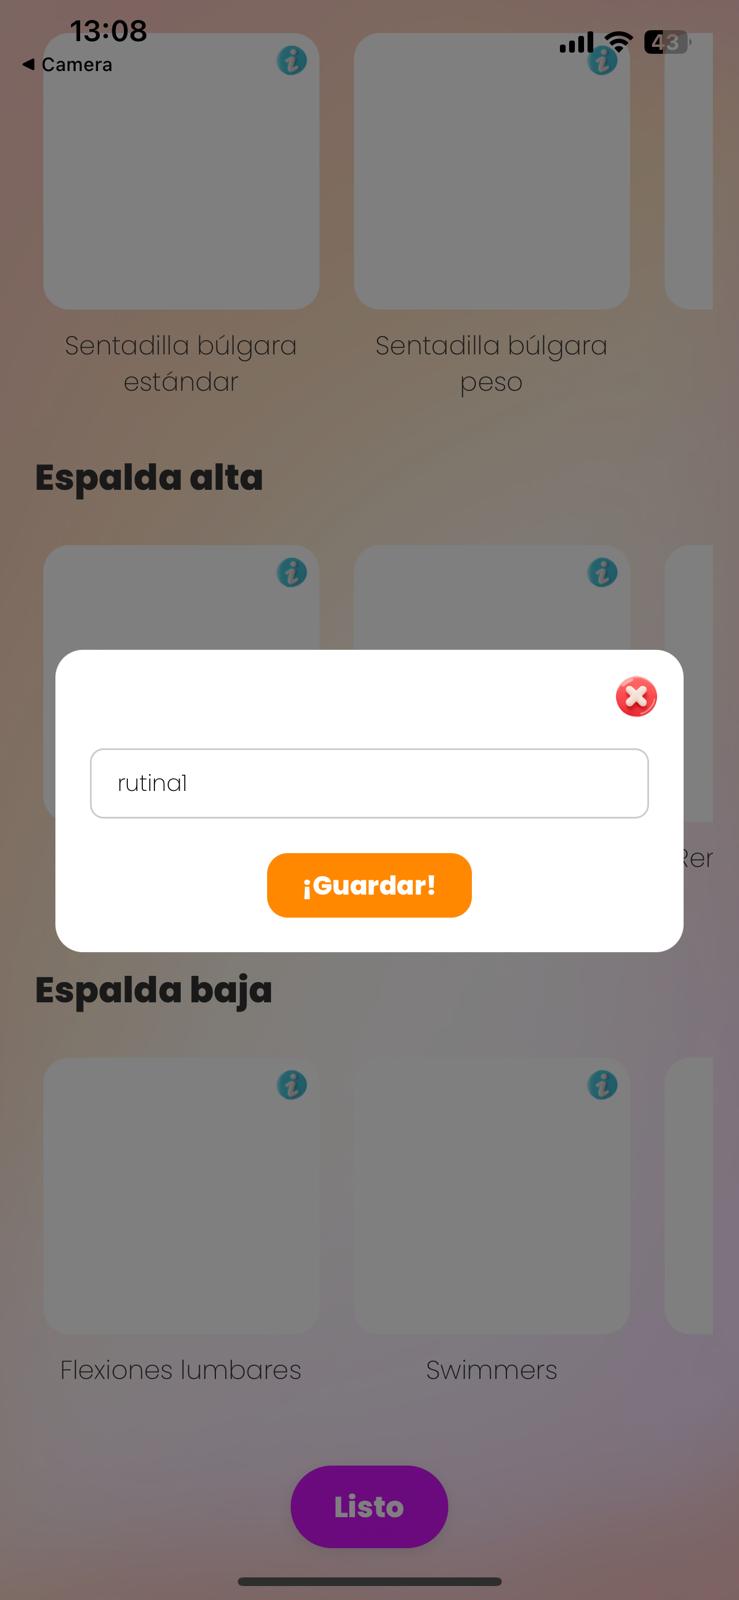 13:08
43
◀ Camera
Sentadilla búlgara
estándar
Sentadilla búlgara
peso
Espalda alta
rutina1
¡Guardar!
Espalda baja
Flexiones lumbares
Swimmers
Listo